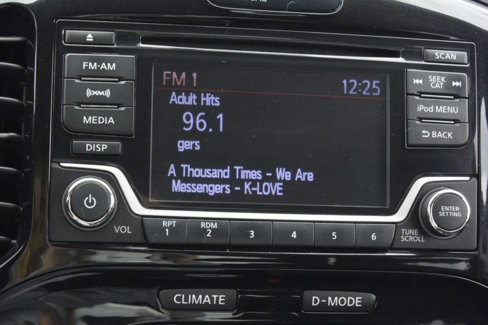 SCAN
FM·AM
MEDIA
DISP
FM 1
12:25
Adult Hits
96.1
gers
A Thousand Times - We Are
Messengers - K-LOVE
SEEK
CAT
iPod MENU
BACK
VOL
RPT
1
RDM
2
3
4
5
6
TUNE
SCROLL
ENTER
SETTING
CLIMATE
D-MODE